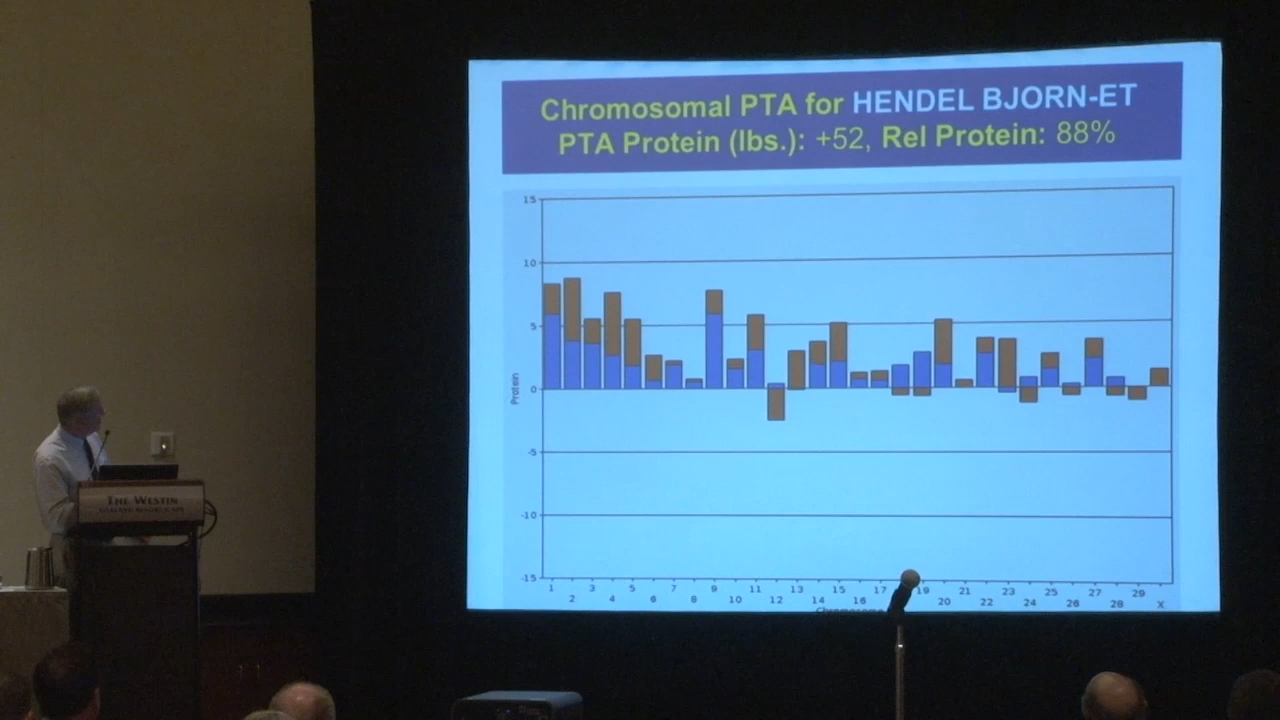 Chromosomal PTA for HENDEL BJORN-ET
PTA Protein (lbs.): +52, Rel Protein: 88%
15
10
5
0
-5
-10
-15
Protein
1 3 5 7 9 11 13 15 17 19 21 23 25 27 29
2 4 6 8 10 12 14 16 20 22 24 26 28 X
Chromosome
THE WESTIN